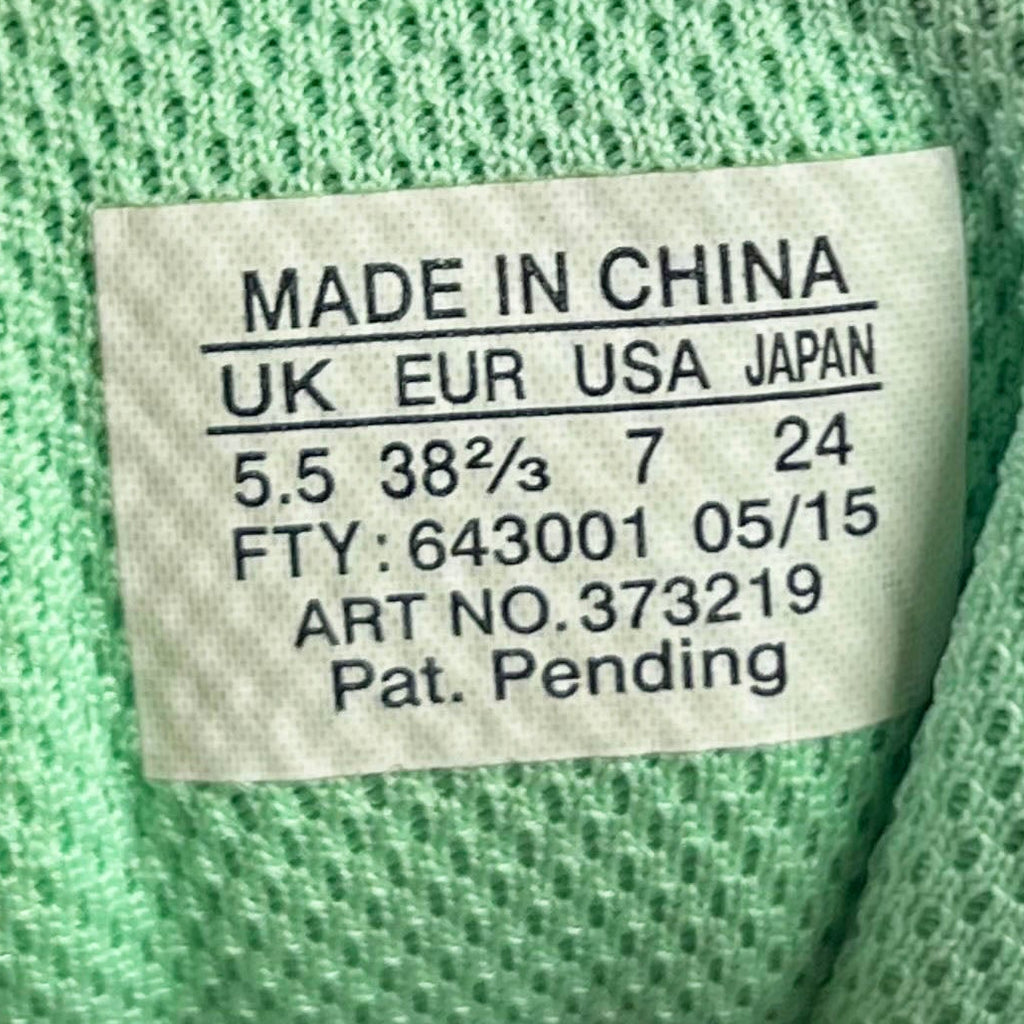 MADE IN CHINA
UK EUR USA JAPAN
5.5 38⅔ 7 24
FTY: 643001 05/15
ART NO. 373219
Pat. Pending